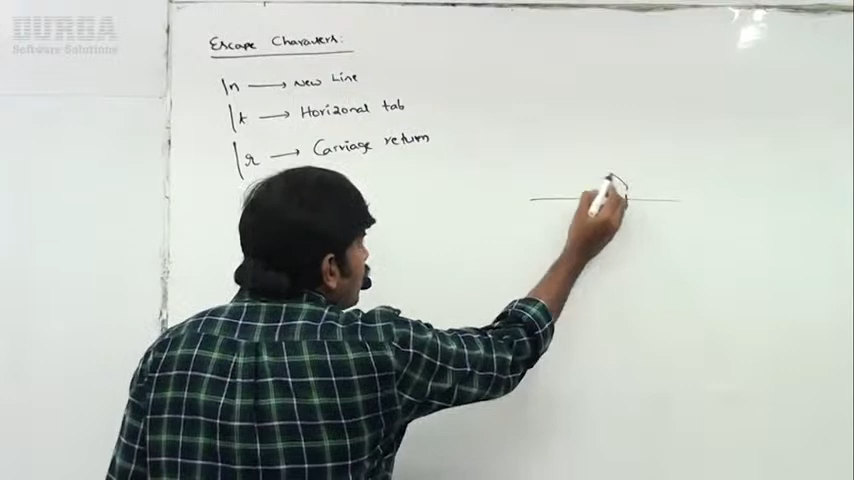 DURGA
Software Solutions
Escape Characters:
\n → New Line
\t → Horizonal tab
\r → Carriage return